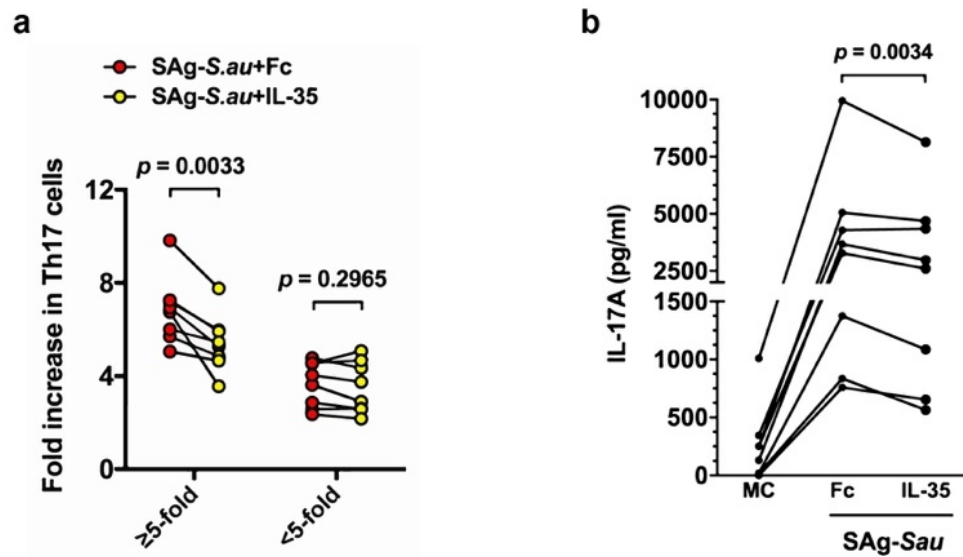 a
SAg-S.au+Fc
SAg-S.au+IL-35
p = 0.0033
p = 0.2965
Fold increase in Th17 cells
12
8
4
0
≥5-fold
<5-fold
b
p = 0.0034
IL-17A (pg/ml)
10000
7500
5000
2500
1500
1000
500
0
MC
Fc
IL-35
SAg-Sau